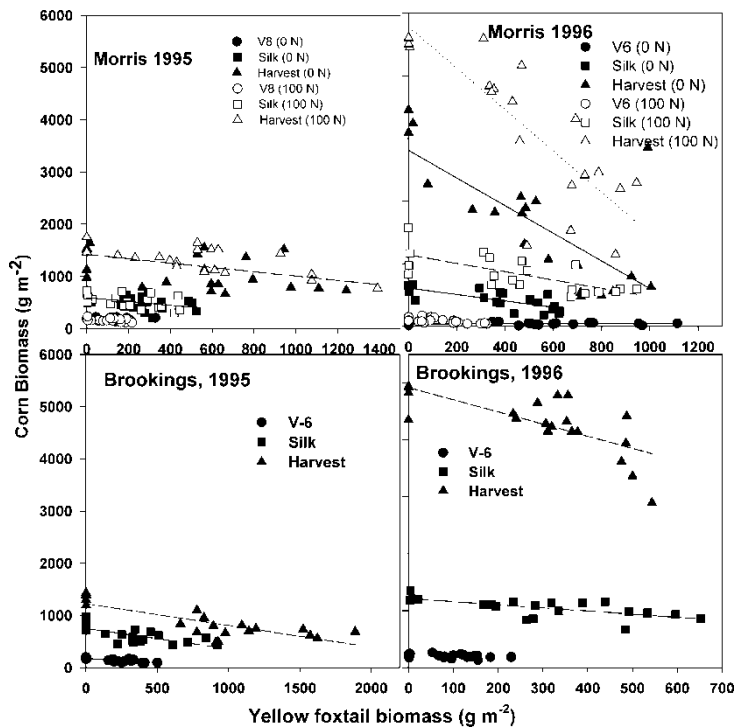 Morris 1995
V8 (0 N)
Silk (0 N)
Harvest (0 N)
V8 (100 N)
Silk (100 N)
Harvest (100 N)
Morris 1996
V6 (0 N)
Silk (0 N)
Harvest (0 N)
V6 (100 N)
Silk (100 N)
Harvest (100 N)
6000
5000
4000
3000
2000
1000
0
0 200 400 600 800 1000 1200 1400
0 200 400 600 800 1000 1200
Corn Biomass (g m-2)
Brookings, 1995
V-6
Silk
Harvest
Brookings, 1996
V-6
Silk
Harvest
6000
5000
4000
3000
2000
1000
0
0 500 1000 1500 2000
0 100 200 300 400 500 600 700
Yellow foxtail biomass (g m-2)